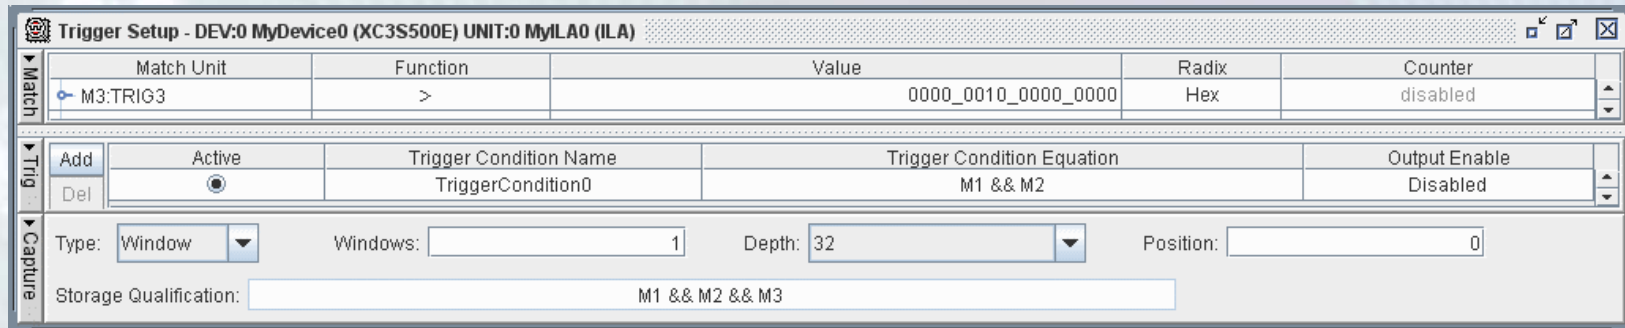 Trigger Setup - DEV:0 MyDevice0 (XC3S500E) UNIT:0 MyILA0 (ILA)
Match
Match Unit Function Value Radix Counter
M3:TRIG3 > 0000_0010_0000_0000 Hex disabled
Trig
Add Active Trigger Condition Name Trigger Condition Equation Output Enable
Del TriggerCondition0 M1 && M2 Disabled
Capture
Type: Window Windows: 1 Depth: 32 Position: 0
Storage Qualification: M1 && M2 && M3